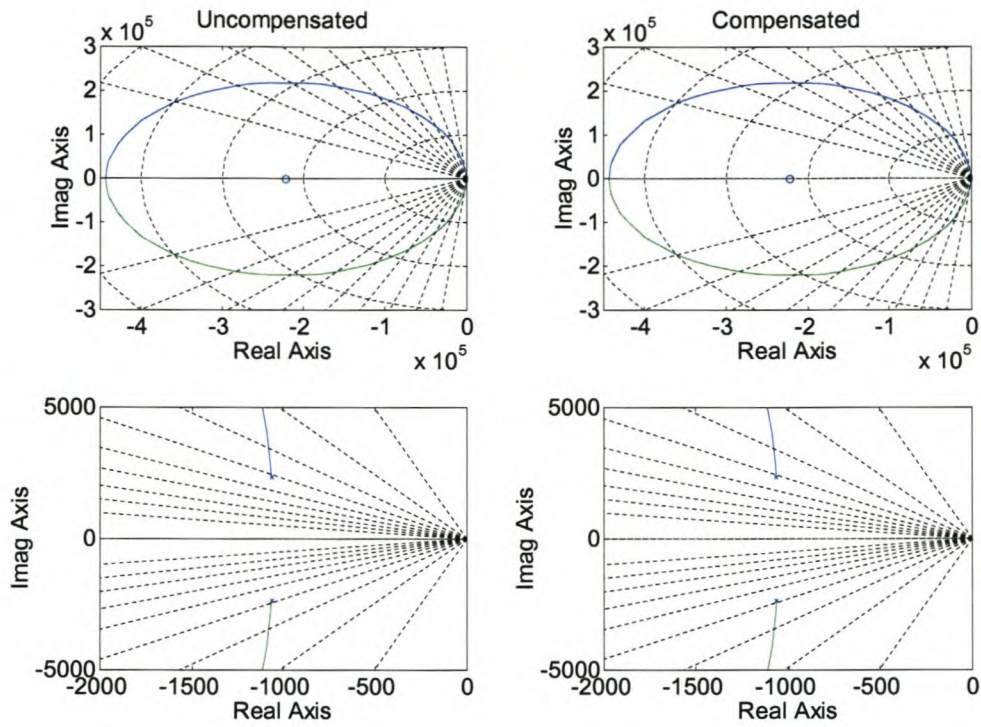 Uncompensated
x 10^5
3
2
1
0
-1
-2
-3
Imag Axis
-4 -3 -2 -1 0
Real Axis
x 10^5
Compensated
x 10^5
3
2
1
0
-1
-2
-3
Imag Axis
-4 -3 -2 -1 0
Real Axis
x 10^5
5000
0
-5000
Imag Axis
-2000 -1500 -1000 -500 0
Real Axis
5000
0
-5000
Imag Axis
-2000 -1500 -1000 -500 0
Real Axis